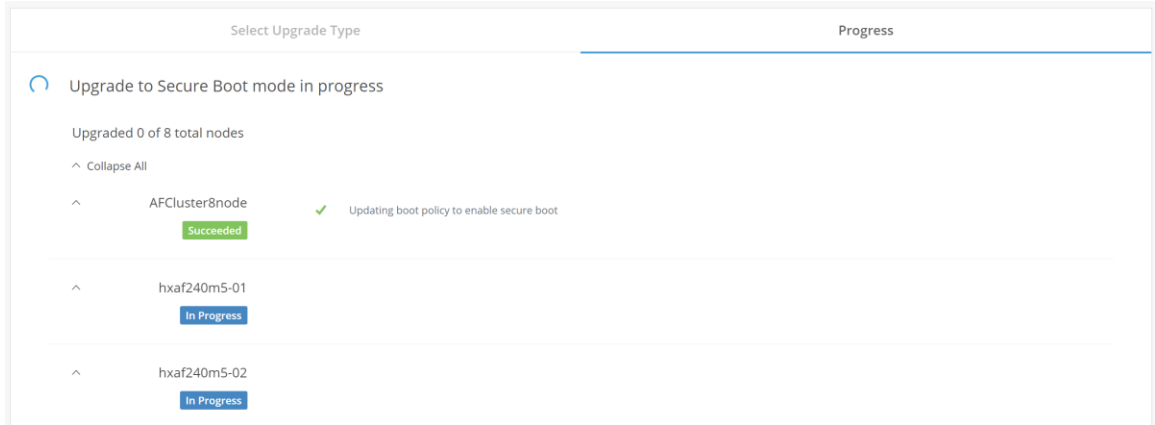 Select Upgrade Type
Progress
Upgrade to Secure Boot mode in progress
Upgraded 0 of 8 total nodes
Collapse All
AFCluster8node
Updating boot policy to enable secure boot
Succeeded
hxaf240m5-01
In Progress
hxaf240m5-02
In Progress